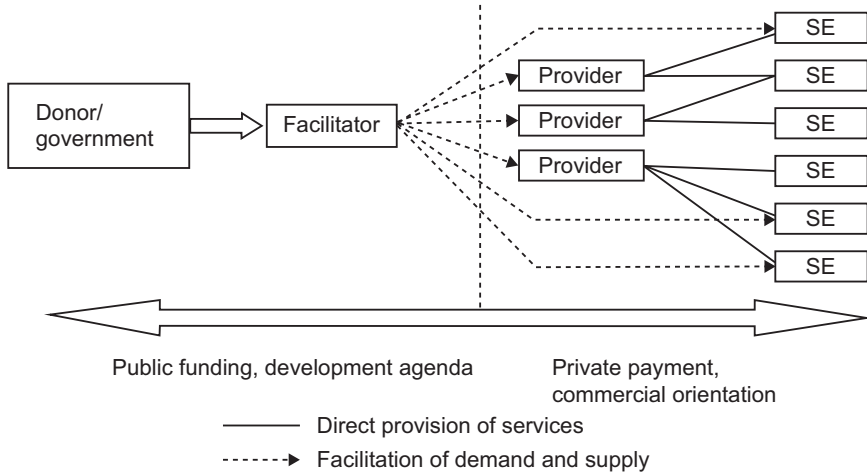 SE
Provider
SE
Donor/
government
Facilitator
Provider
SE
Provider
SE
SE
SE
Public funding, development agenda
Private payment,
commercial orientation
Direct provision of services
Facilitation of demand and supply